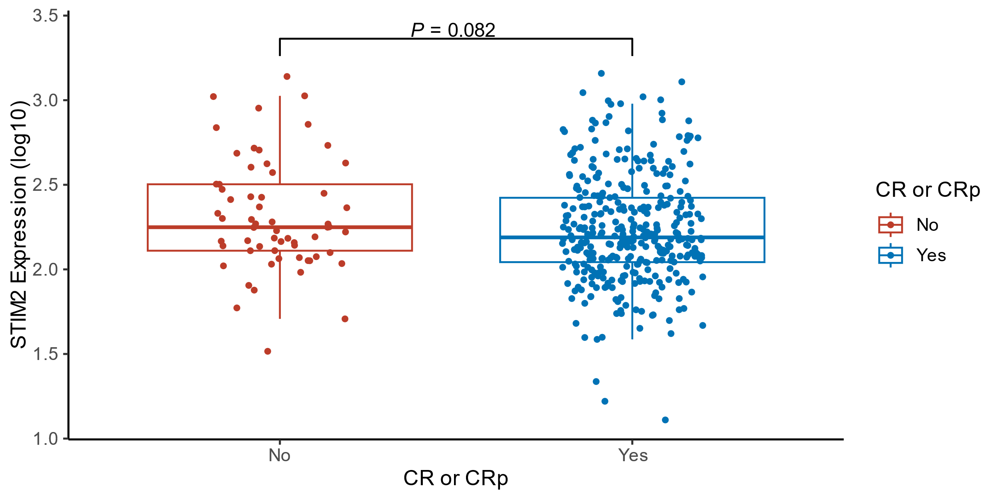 P = 0.082
3.5
3.0
2.5
2.0
1.5
1.0
STIM2 Expression (log10)
No
Yes
CR or CRp
CR or CRp
No
Yes